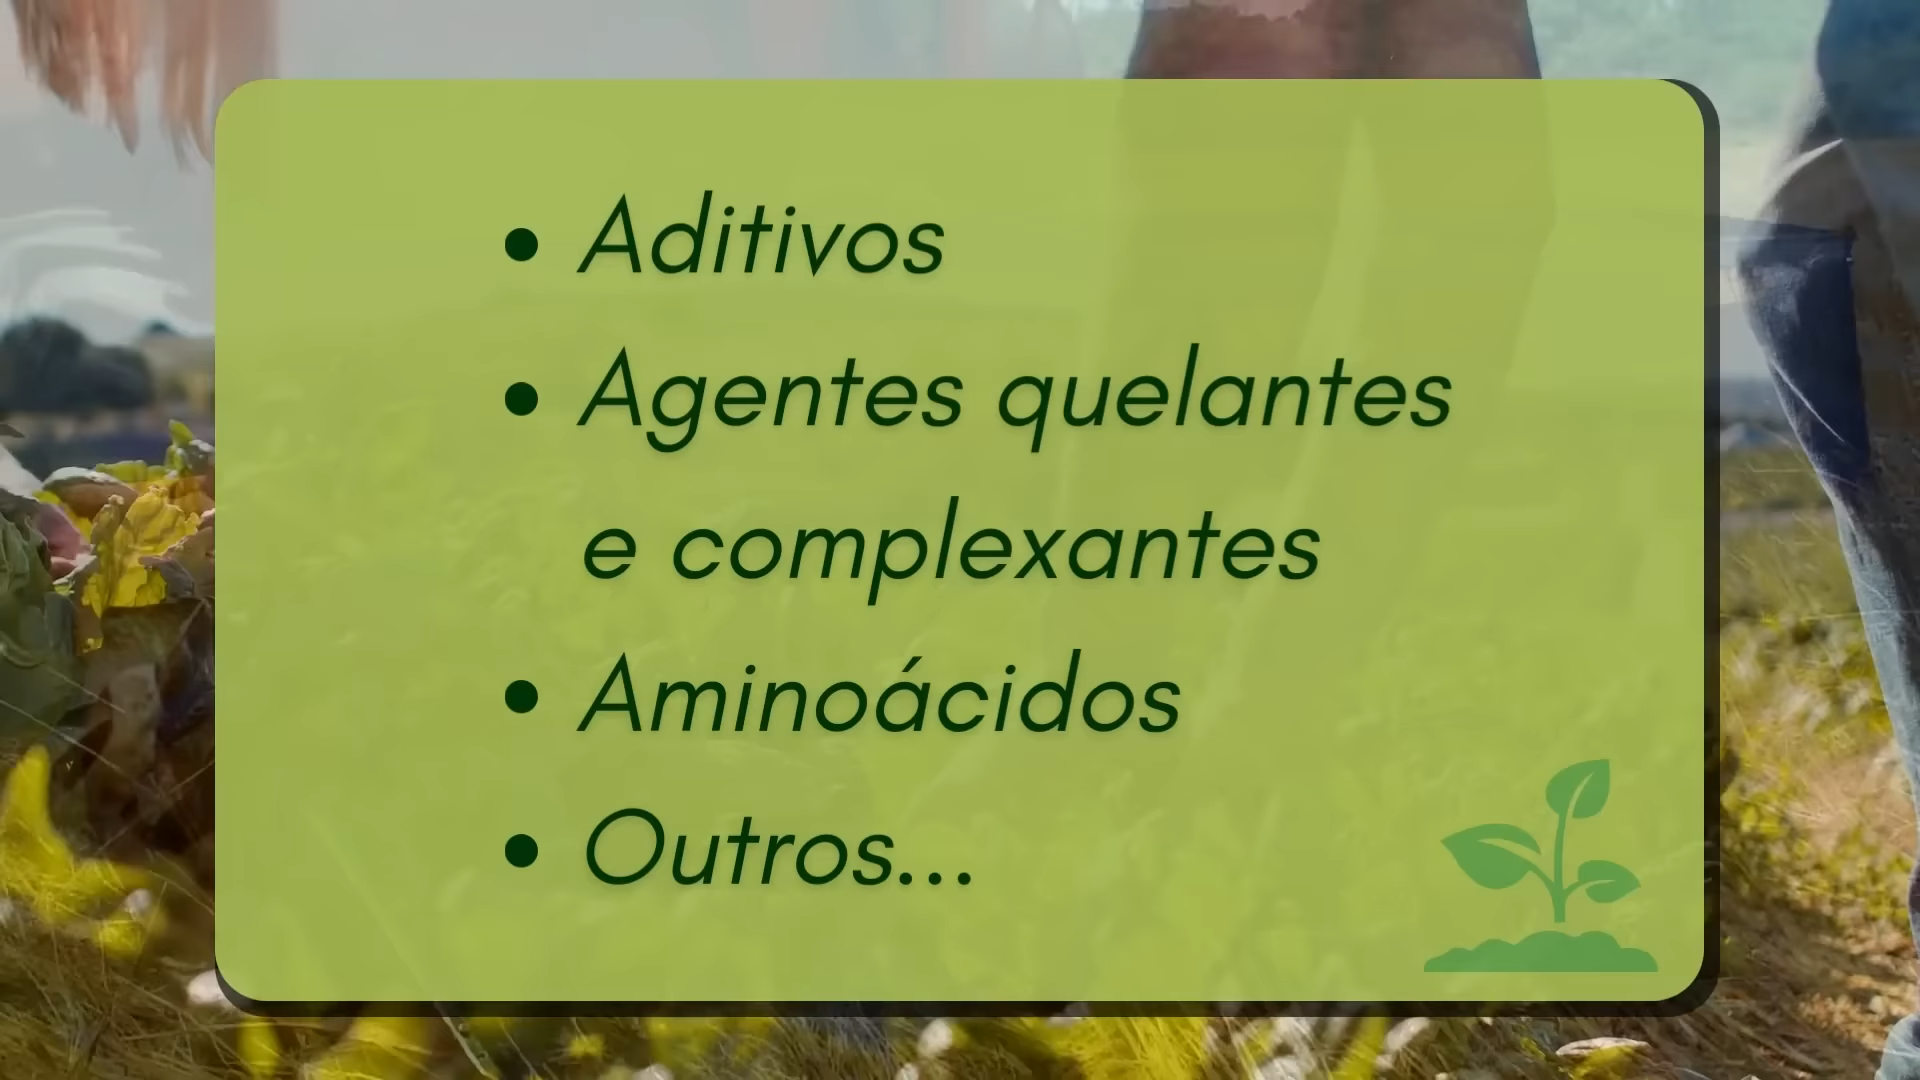 • Aditivos
• Agentes quelantes
e complexantes
• Aminoácidos
• Outros...